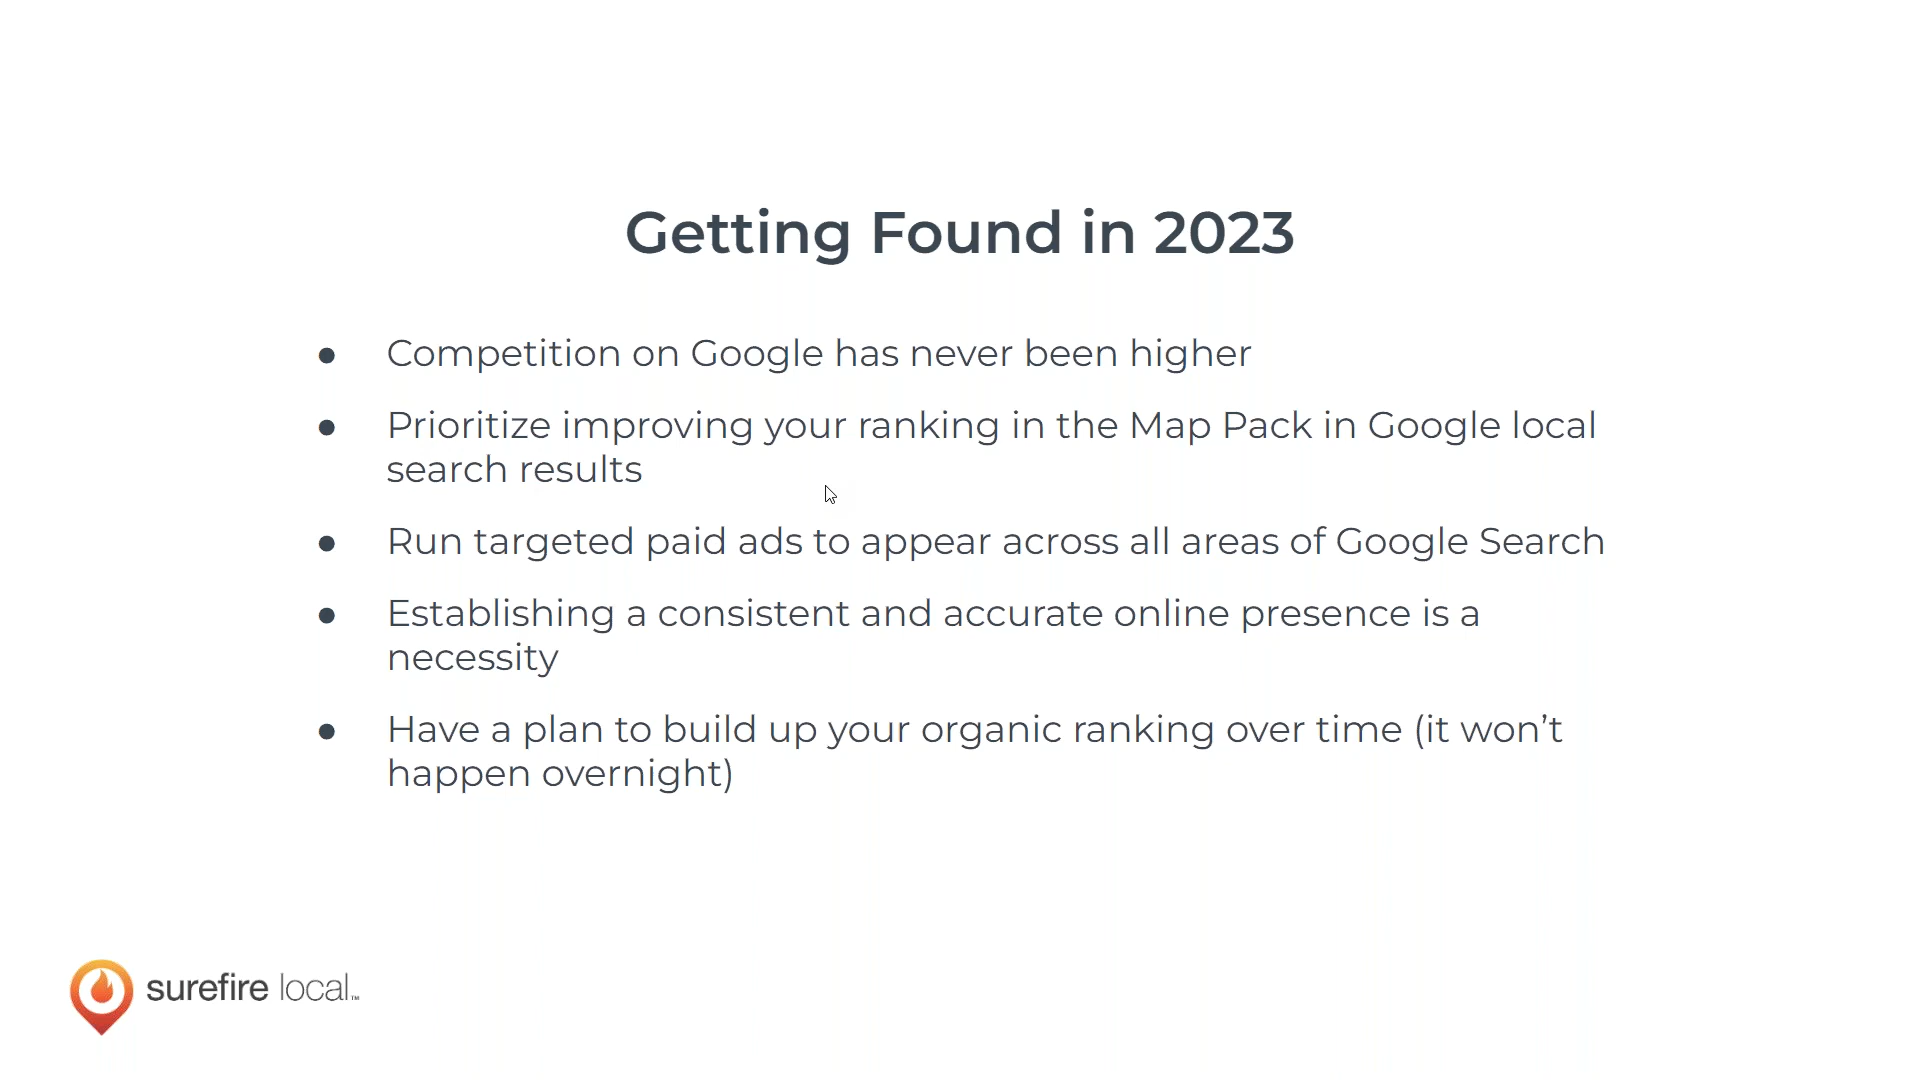 Getting Found in 2023
● Competition on Google has never been higher
● Prioritize improving your ranking in the Map Pack in Google local
search results
● Run targeted paid ads to appear across all areas of Google Search
● Establishing a consistent and accurate online presence is a
necessity
● Have a plan to build up your organic ranking over time (it won’t
happen overnight)
surefire local™